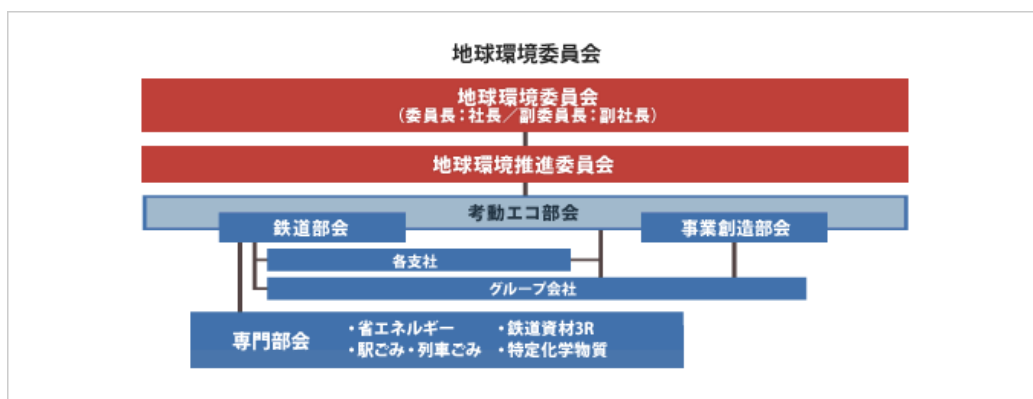 地球環境委員会
地球環境委員会
（委員長：社長／副委員長：副社長）
地球環境推進委員会
考動エコ部会
鉄道部会
事業創造部会
各支社
グループ会社
専門部会
・省エネルギー ・鉄道資材3R
・駅ごみ・列車ごみ ・特定化学物質